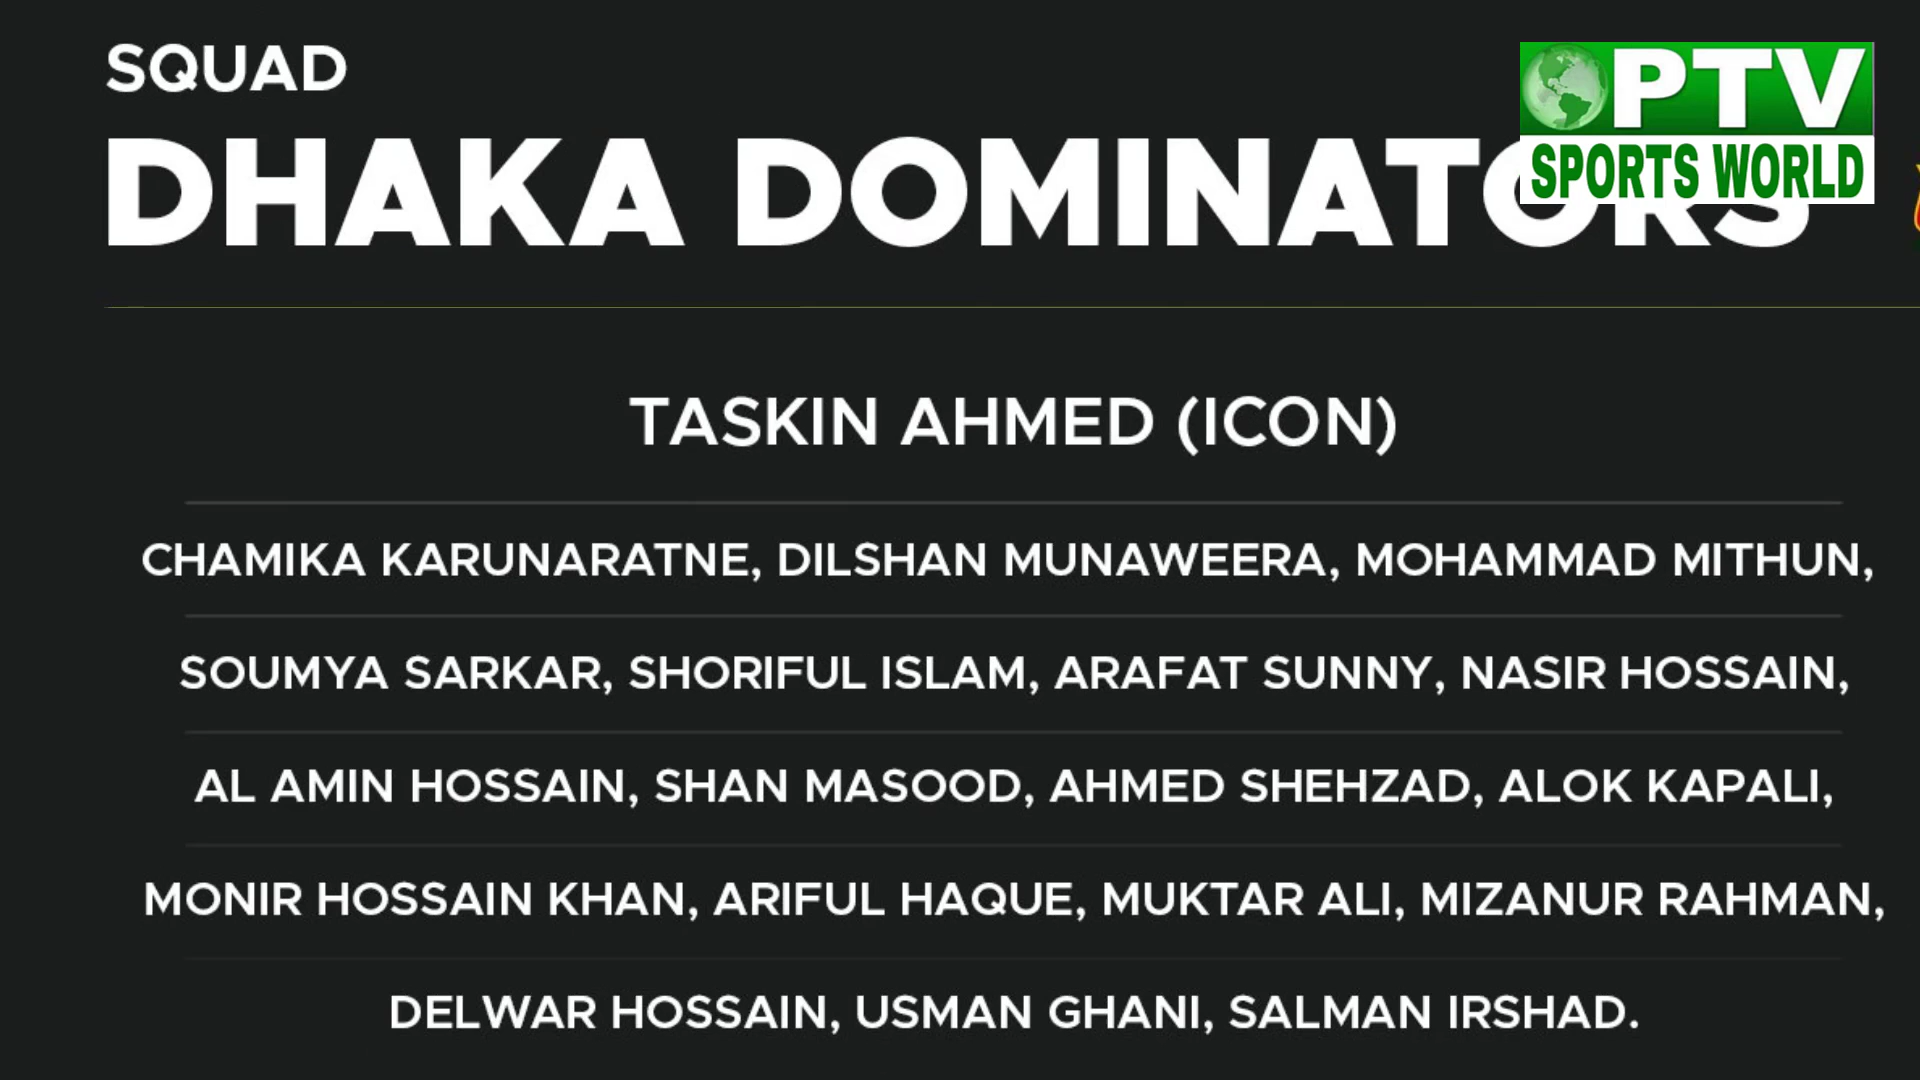 SQUAD
PTV
DHAKA DOMINATORS
SPORTS WORLD
TASKIN AHMED (ICON)
CHAMIKA KARUNARATNE, DILSHAN MUNAWEERA, MOHAMMAD MITHUN,
SOUMYA SARKAR, SHORIFUL ISLAM, ARAFAT SUNNY, NASIR HOSSAIN,
AL AMIN HOSSAIN, SHAN MASOOD, AHMED SHEHZAD, ALOK KAPALI,
MONIR HOSSAIN KHAN, ARIFUL HAQUE, MUKTAR ALI, MIZANUR RAHMAN,
DELWAR HOSSAIN, USMAN GHANI, SALMAN IRSHAD.